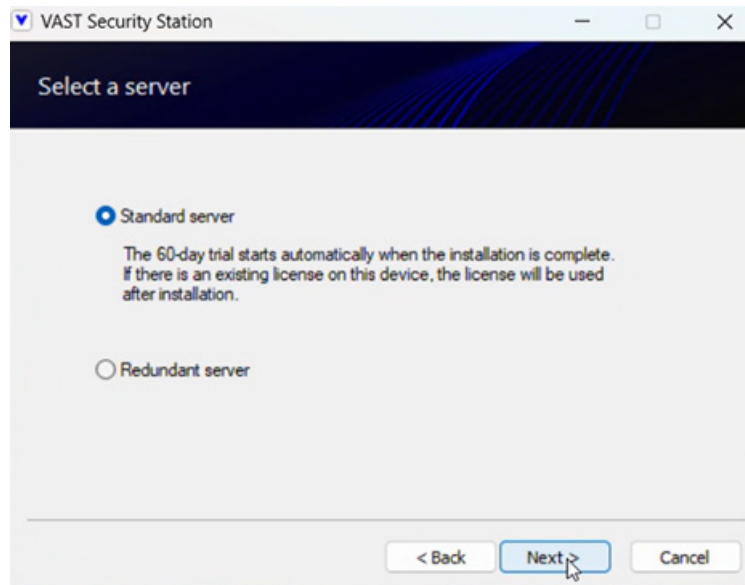 VAST Security Station
Select a server
Standard server
The 60-day trial starts automatically when the installation is complete.
If there is an existing license on this device, the license will be used
after installation.
Redundant server
< Back Next > Cancel